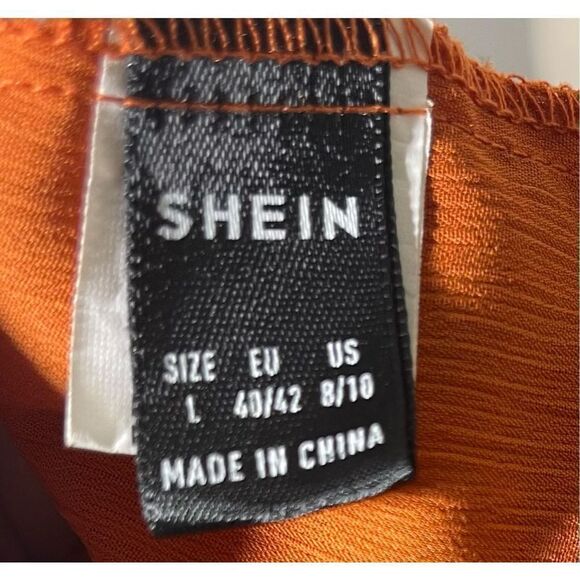 SHEIN
SIZE EU US
L 40/42 8/10
MADE IN CHINA